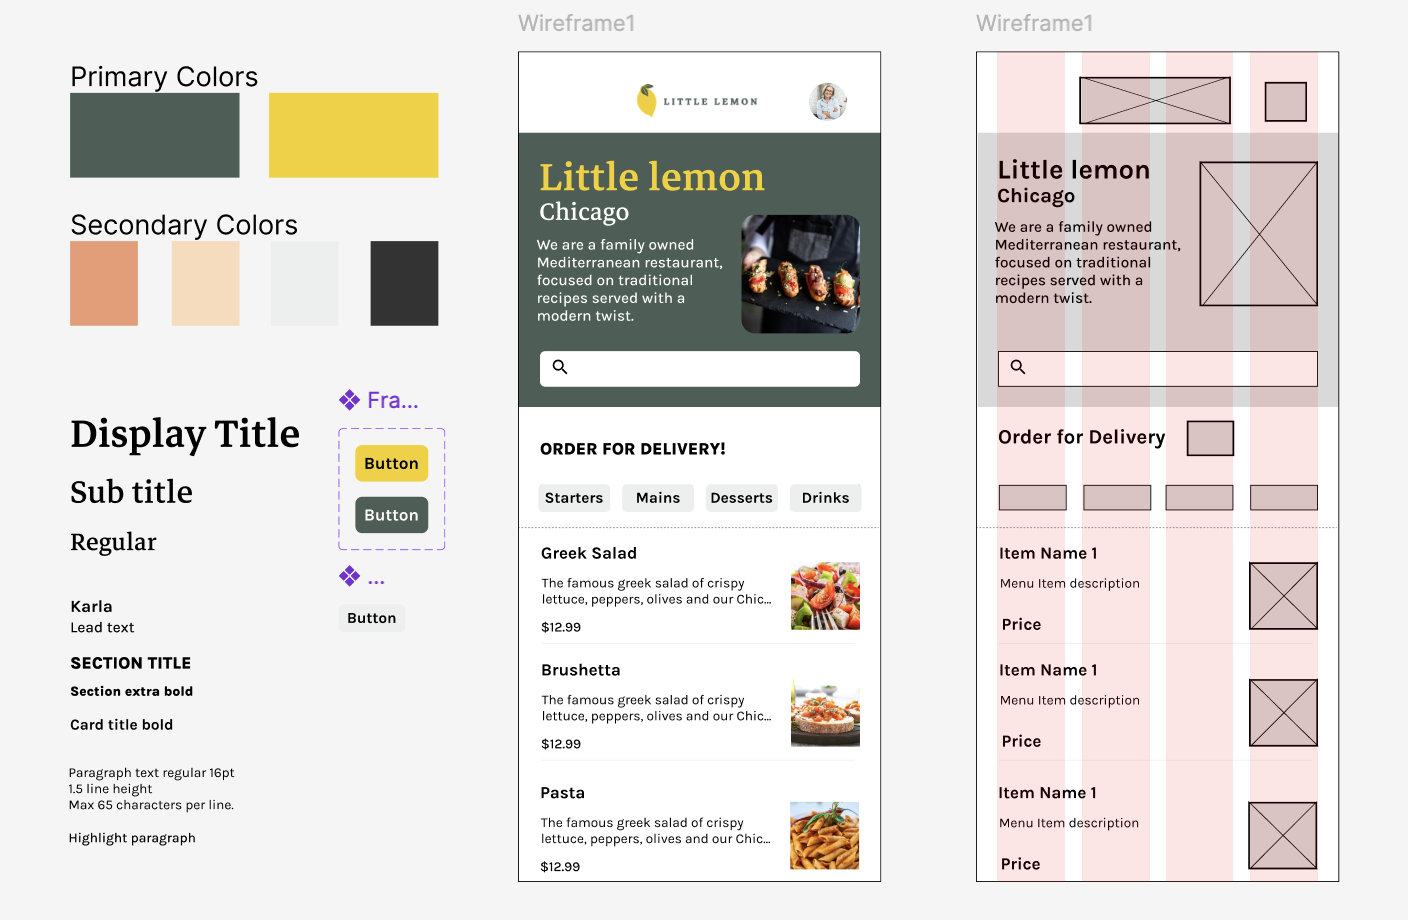 Primary Colors
Secondary Colors
Display Title
Sub title
Regular
Karla
Lead text
SECTION TITLE
Section extra bold
Card title bold
Paragraph text regular 16pt
1.5 line height
Max 65 characters per line.
Highlight paragraph
Fra...
Button
Button
...
Button
Wireframe1
LITTLE LEMON
Little lemon
Chicago
We are a family owned
Mediterranean restaurant,
focused on traditional
recipes served with a
modern twist.
ORDER FOR DELIVERY!
Starters Mains Desserts Drinks
Greek Salad
The famous greek salad of crispy
lettuce, peppers, olives and our Chic...
$12.99
Brushetta
The famous greek salad of crispy
lettuce, peppers, olives and our Chic...
$12.99
Pasta
The famous greek salad of crispy
lettuce, peppers, olives and our Chic...
$12.99
Wireframe1
Little lemon
Chicago
We are a family owned
Mediterranean restaurant,
focused on traditional
recipes served with a
modern twist.
Order for Delivery
Item Name 1
Menu Item description
Price
Item Name 1
Menu Item description
Price
Item Name 1
Menu Item description
Price